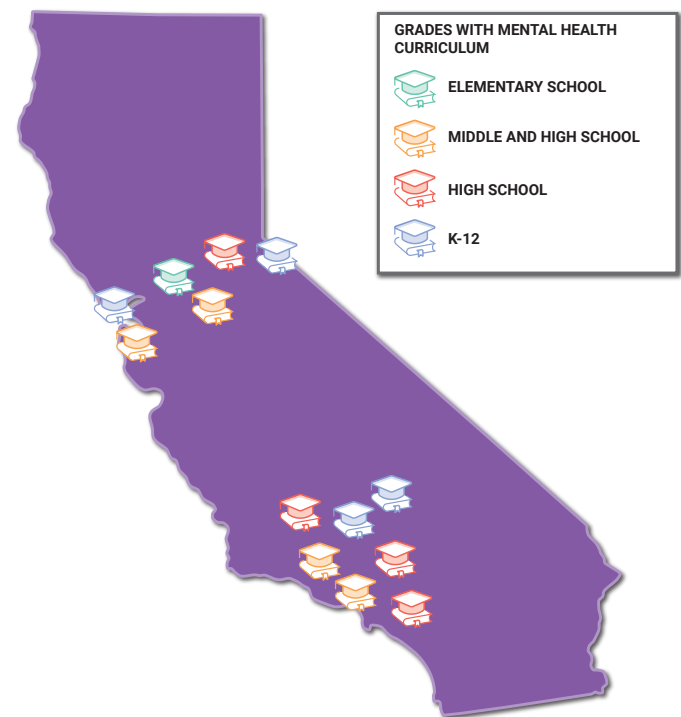 GRADES WITH MENTAL HEALTH
CURRICULUM
ELEMENTARY SCHOOL
MIDDLE AND HIGH SCHOOL
HIGH SCHOOL
K-12